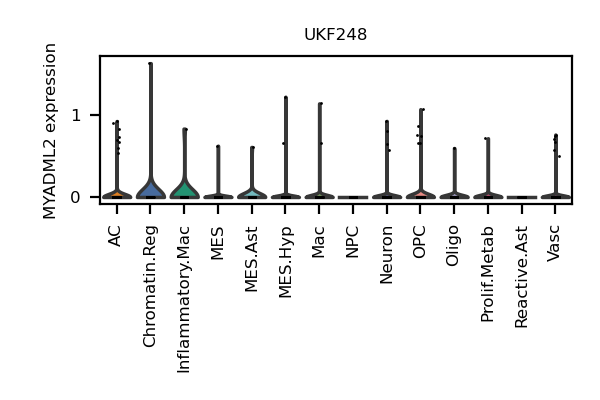 UKF248
MYADML2 expression
1
0
AC
Chromatin.Reg
Inflammatory.Mac
MES
MES.Ast
MES.Hyp
Mac
NPC
Neuron
OPC
Oligo
Prolif.Metab
Reactive.Ast
Vasc